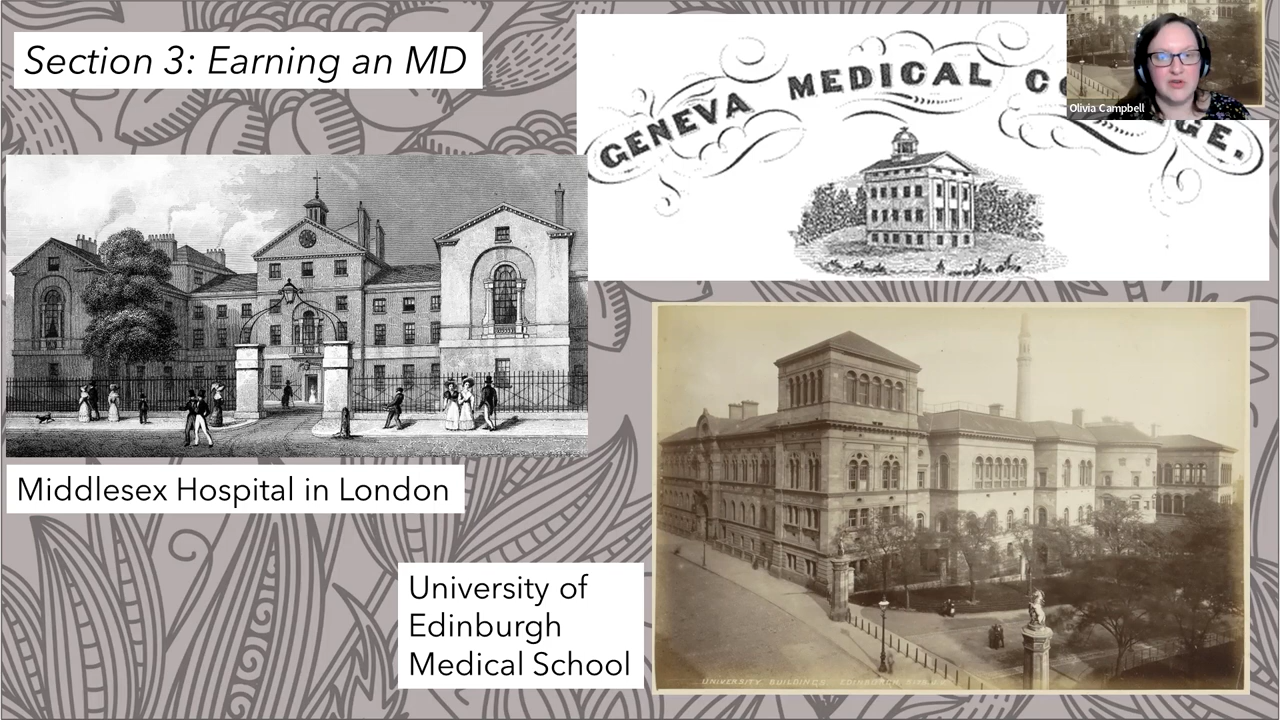 Section 3: Earning an MD
GENEVA MEDICAL CO GE.
Olivia Campbell
Middlesex Hospital in London
University of
Edinburgh
Medical School
UNIVERSITY BUILDINGS EDINBURGH